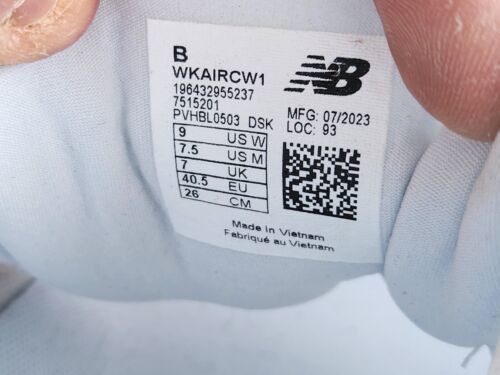 B
WKAIRCW1
196432955237
7515201
PVHBL0503 DSK
NB
MFG: 07/2023
LOC: 93
9 US W
7.5 US M
7 UK
40.5 EU
26 CM
Made In Vietnam
Fabriqué au Vietnam